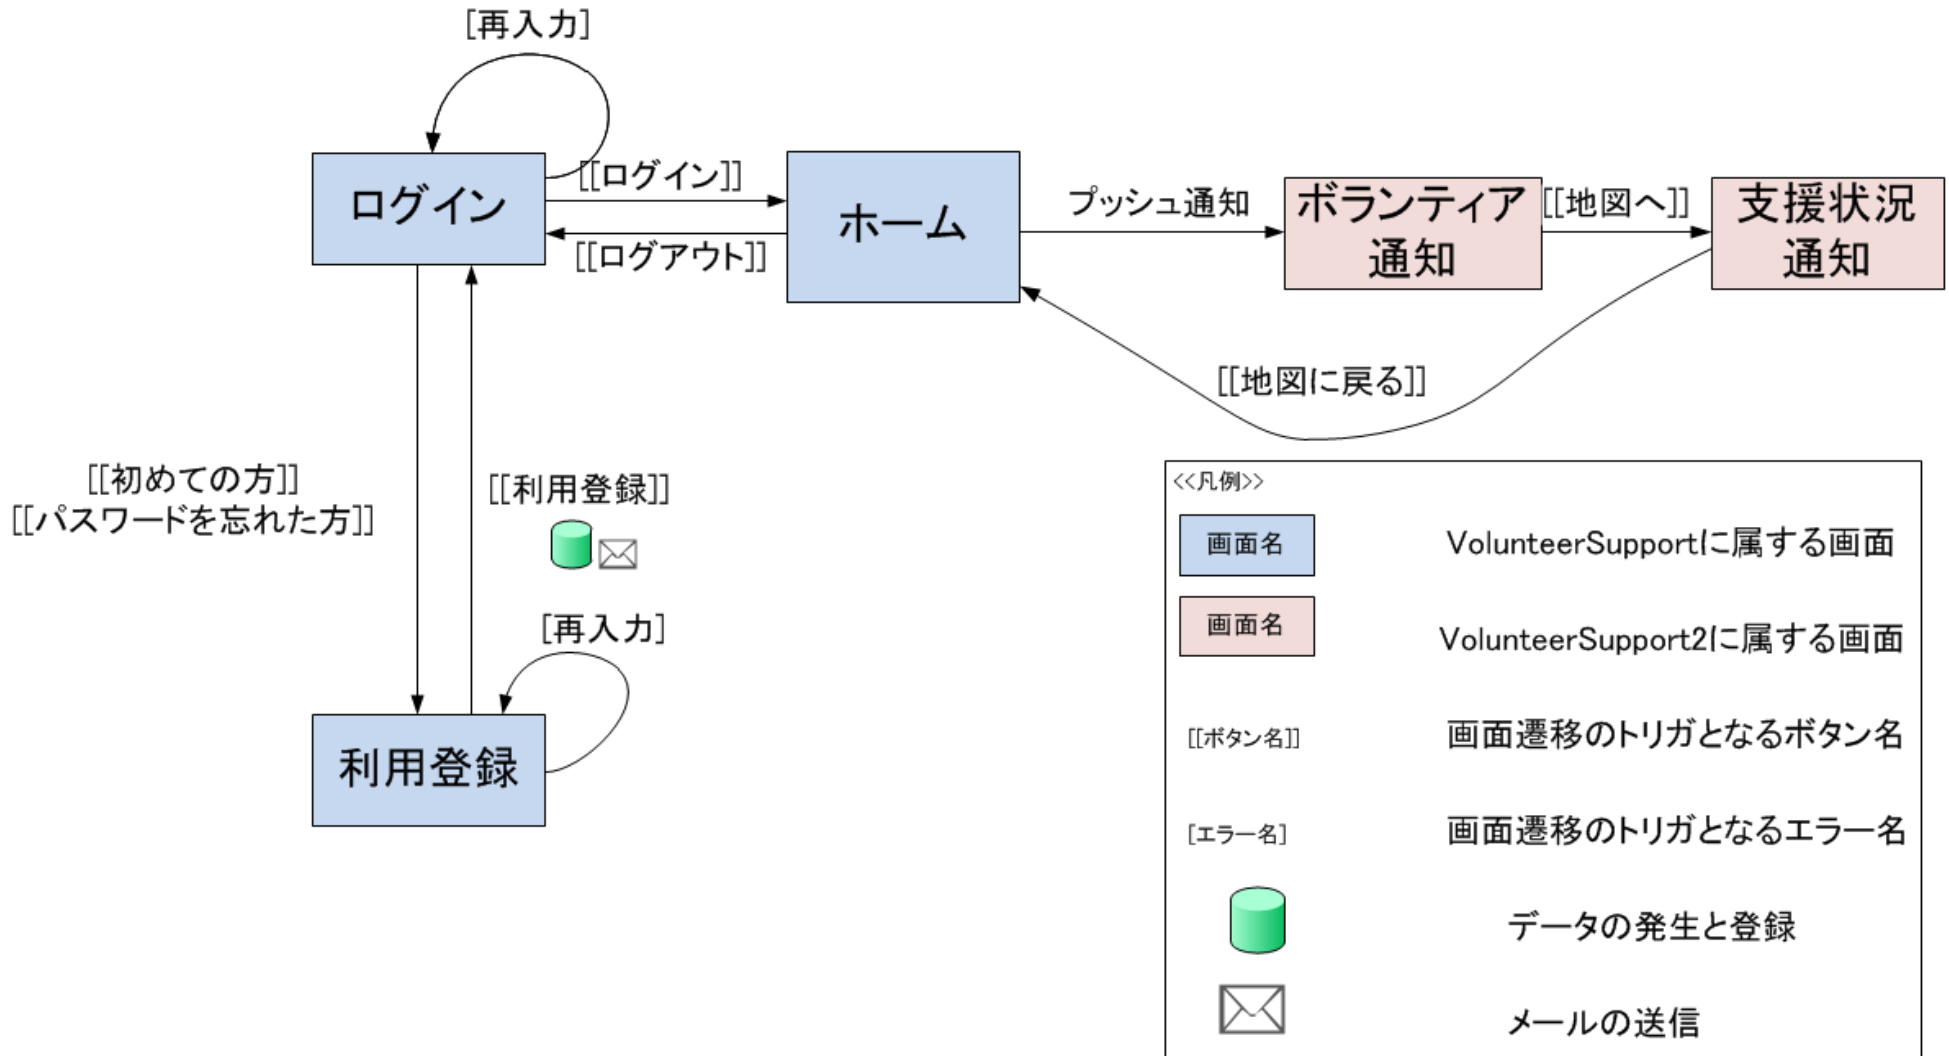 [再入力]
ログイン
[[ログイン]]
[[ログアウト]]
ホーム
プッシュ通知
ボランティア
通知
[[地図へ]]
支援状況
通知
[[地図に戻る]]
[[初めての方]]
[[パスワードを忘れた方]]
[[利用登録]]
[再入力]
利用登録
<<凡例>>
画面名
VolunteerSupportに属する画面
画面名
VolunteerSupport2に属する画面
[[ボタン名]]
画面遷移のトリガとなるボタン名
[エラー名]
画面遷移のトリガとなるエラー名
データの発生と登録
メールの送信